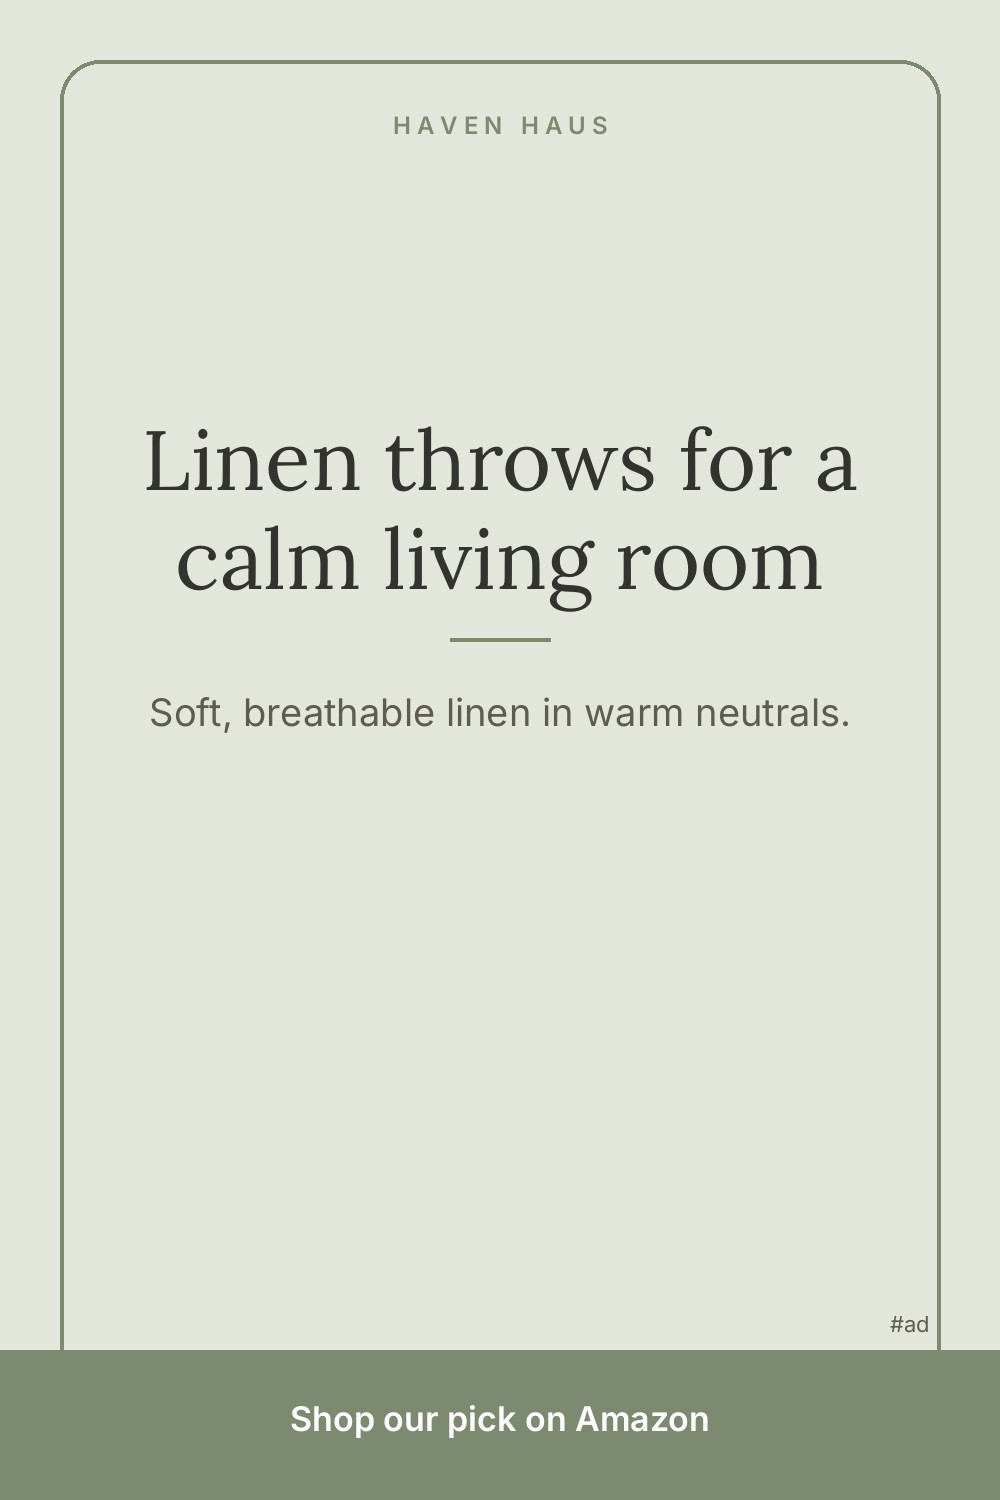 HAVEN HAUS
Linen throws for a
calm living room
Soft, breathable linen in warm neutrals.
#ad
Shop our pick on Amazon